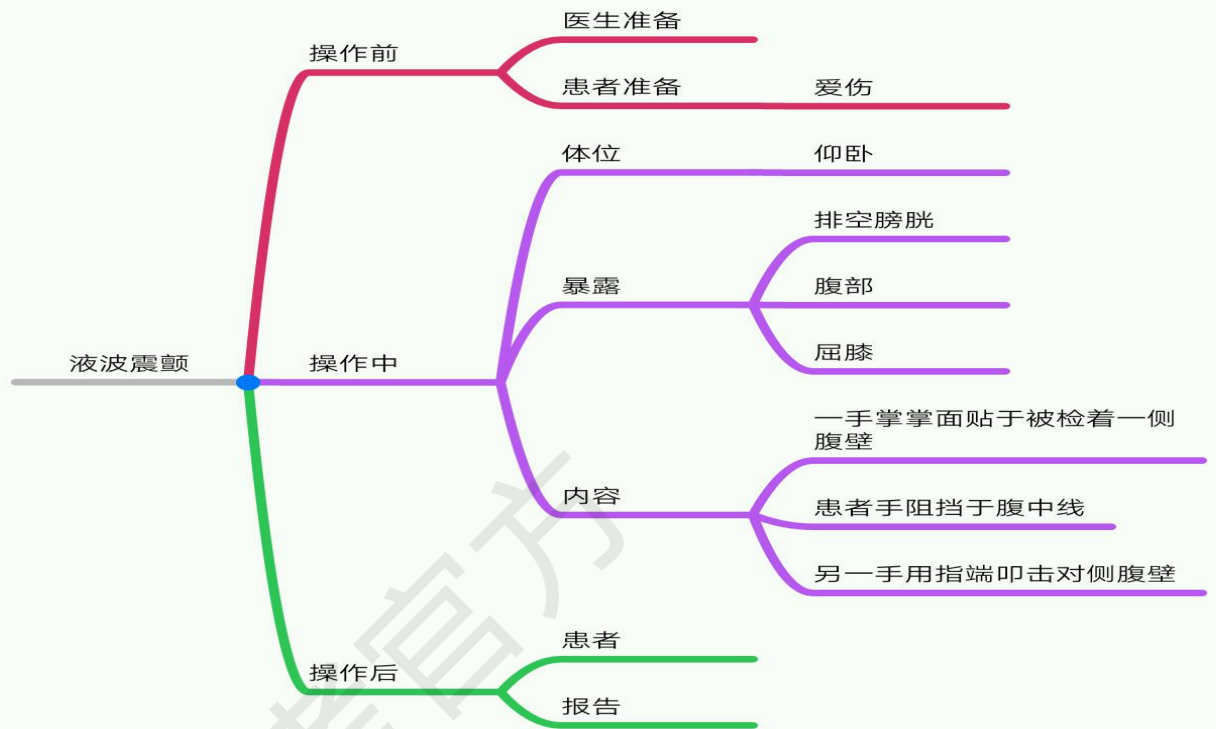 医生准备
操作前
患者准备
爱伤
体位
仰卧
排空膀胱
暴露
腹部
屈膝
液波震颤
操作中
一手掌掌面贴于被检着一侧
腹壁
内容
患者手阻挡于腹中线
另一手用指端叩击对侧腹壁
患者
操作后
报告
官方